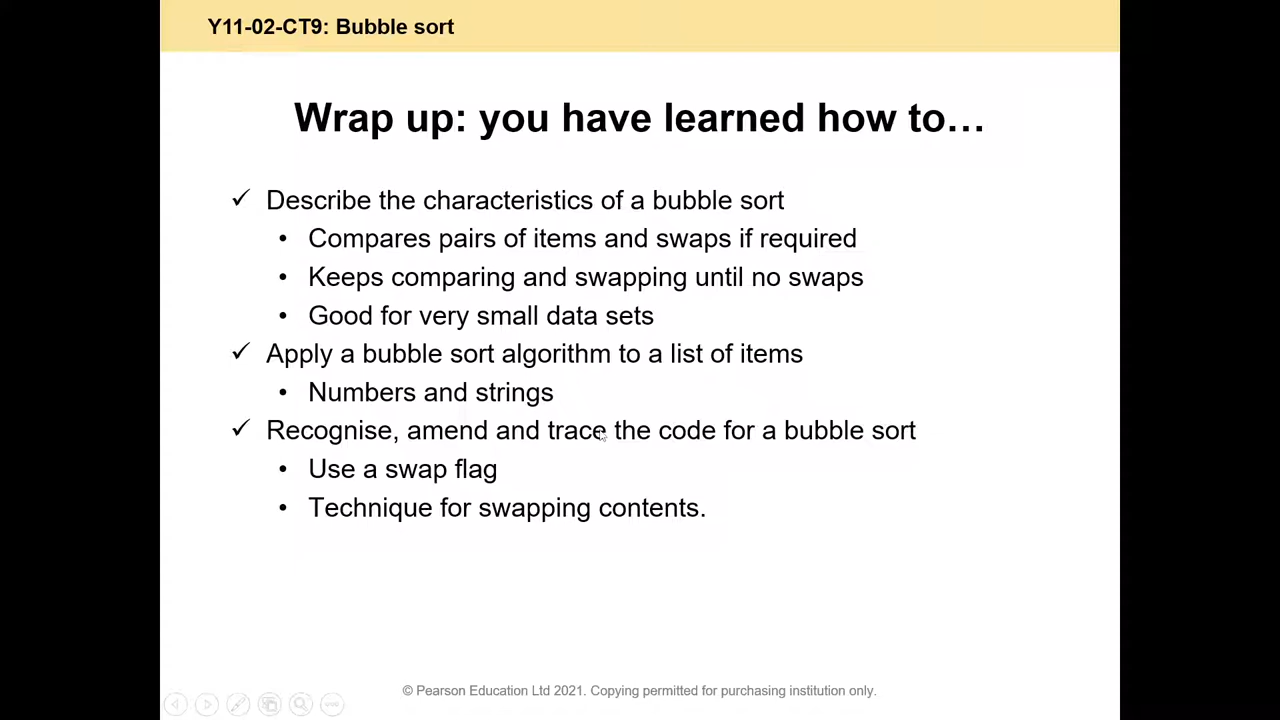 Y11-02-CT9: Bubble sort
Wrap up: you have learned how to…
✓ Describe the characteristics of a bubble sort
• Compares pairs of items and swaps if required
• Keeps comparing and swapping until no swaps
• Good for very small data sets
✓ Apply a bubble sort algorithm to a list of items
• Numbers and strings
✓ Recognise, amend and trace the code for a bubble sort
• Use a swap flag
• Technique for swapping contents.
© Pearson Education Ltd 2021. Copying permitted for purchasing institution only.